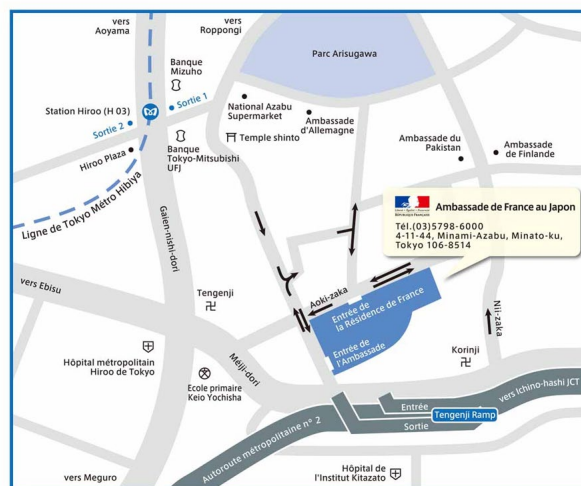 vers
Aoyama
vers
Roppongi
Parc Arisugawa
Banque
Mizuho
Station Hiroo (H 03)
Sortie 1
Sortie 2
National Azabu
Supermarket
Ambassade
d'Allemagne
Temple shinto
Hiroo Plaza
Banque
Tokyo-Mitsubishi
UFJ
Ambassade du
Pakistan
Ambassade
de Finlande
Ligne de Tokyo Métro Hibiya
Gaien-nishi-dori
RÉPUBLIQUE FRANÇAISE
Ambassade de France au Japon
Tél.(03)5798-6000
4-11-44, Minami-Azabu, Minato-ku,
Tokyo 106-8514
vers Ebisu
Tengenji
Aoki-zaka
Entrée de
la Résidence de France
Nii-zaka
Entrée de
l'Ambassade
Korinji
Hôpital métropolitain
Hiroo de Tokyo
Méiji-dori
Ecole primaire
Keio Yochisha
vers Ichino-hashi JCT
Entrée
Tengenji Ramp
Sortie
Autoroute métropolitaine n° 2
vers Meguro
Hôpital de
l'Institut Kitazato